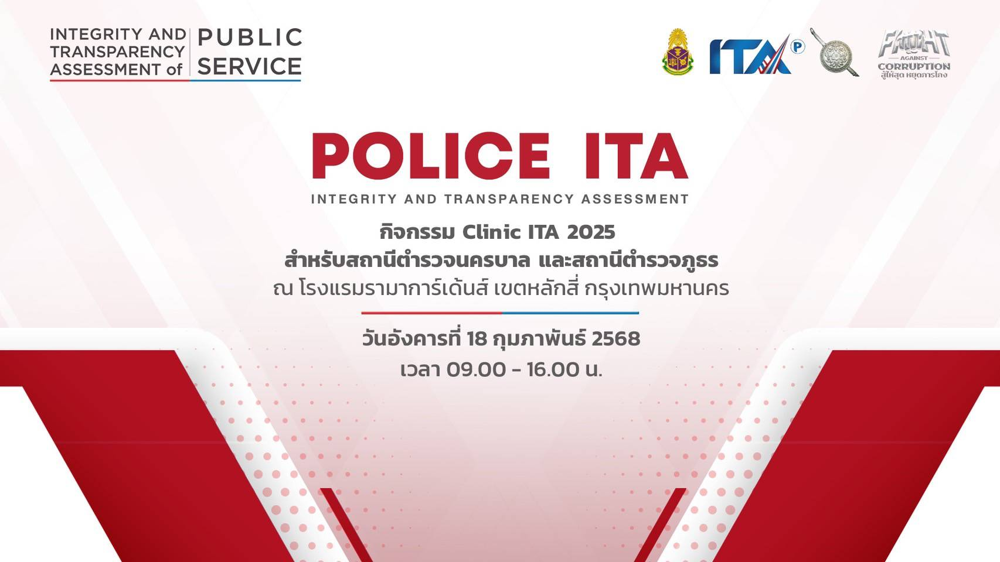 INTEGRITY AND
TRANSPARENCY
ASSESSMENT of
PUBLIC
SERVICE
ITA P
FIGHT
AGAINST
CORRUPTION
สู้ให้สุด หยุดการโกง
POLICE ITA
INTEGRITY AND TRANSPARENCY ASSESSMENT
กิจกรรม Clinic ITA 2025
สำหรับสถานีตำรวจนครบาล และสถานีตำรวจภูธร
ณ โรงแรมรามาการ์เด้นส์ เขตหลักสี่ กรุงเทพมหานคร
วันอังคารที่ 18 กุมภาพันธ์ 2568
เวลา 09.00 - 16.00 น.